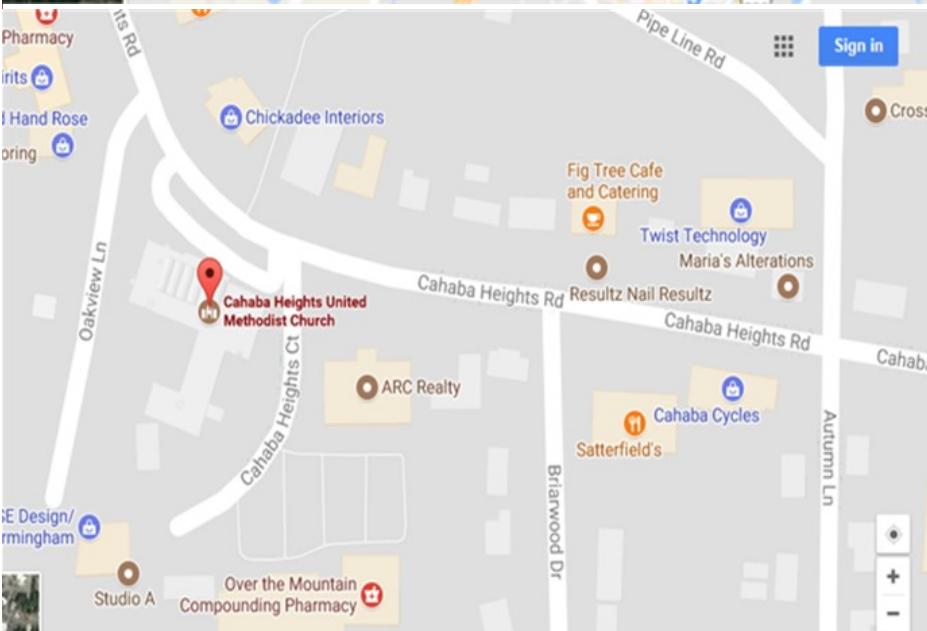 Pharmacy
its Rd
Pipe Line Rd
Sign in
irits
Hand Rose
oring
Chickadee Interiors
Cross
Fig Tree Cafe
and Catering
Twist Technology
Maria's Alterations
Oakview Ln
Cahaba Heights United
Methodist Church
Cahaba Heights Rd
Resultz Nail Resultz
Cahaba Heights Rd
Cahaba
Cahaba Heights Ct
ARC Realty
Cahaba Cycles
Satterfield's
Autumn Ln
Briarwood Dr
SE Design/
rmingham
Studio A
Over the Mountain
Compounding Pharmacy
+
−